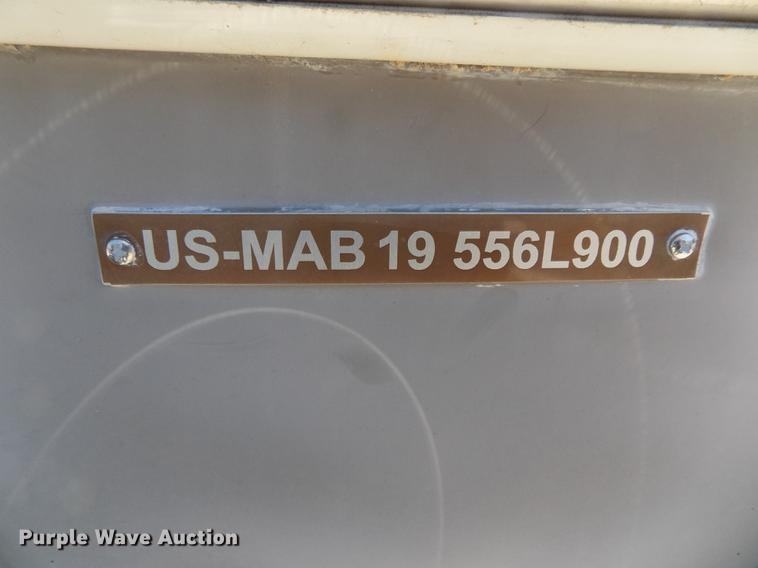 US-MAB 19 556L900
Purple Wave Auction